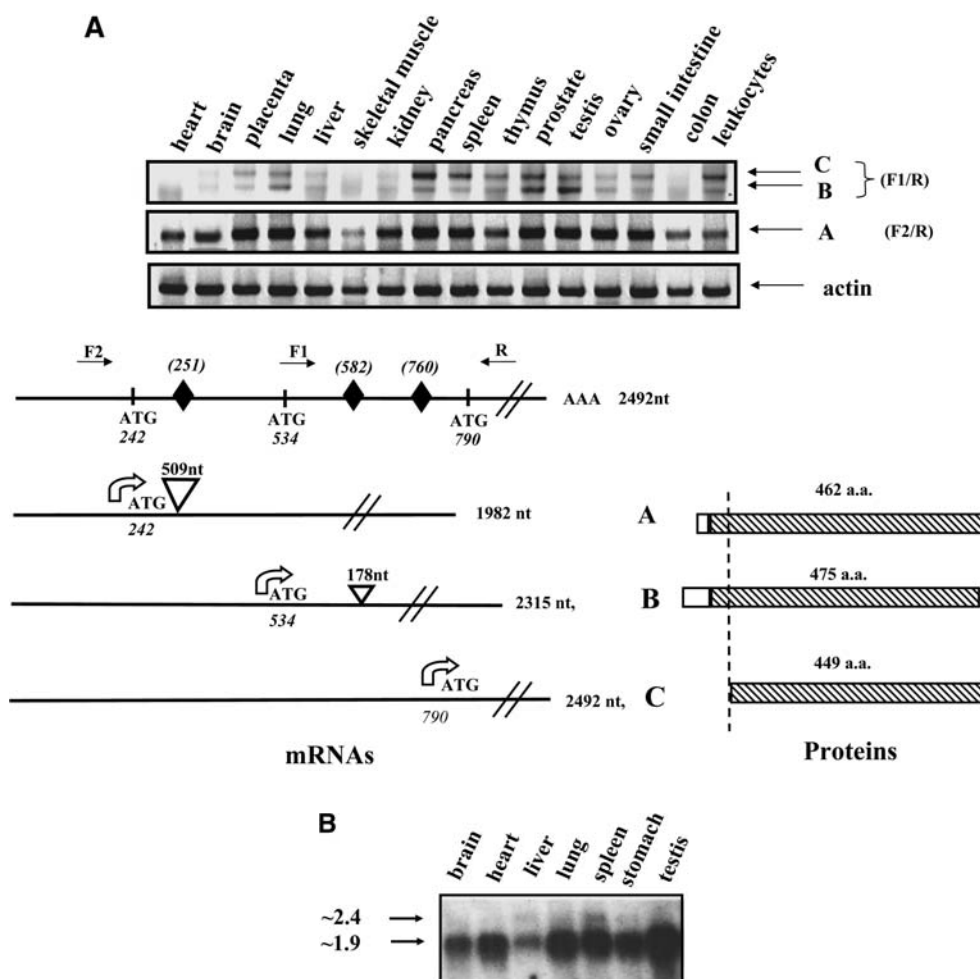 A
heart
brain
placenta
lung
liver
skeletal muscle
kidney
pancreas
spleen
thymus
prostate
testis
ovary
small intestine
colon
leukocytes
C
B
(F1/R)
A
(F2/R)
actin
F2
(251)
F1
(582)
(760)
R
ATG
242
ATG
534
ATG
790
AAA 2492nt
509nt
ATG
242
1982 nt
A
462 a.a.
178nt
ATG
534
2315 nt,
B
475 a.a.
ATG
790
2492 nt,
C
449 a.a.
mRNAs
Proteins
B
brain
heart
liver
lung
spleen
stomach
testis
~2.4
~1.9